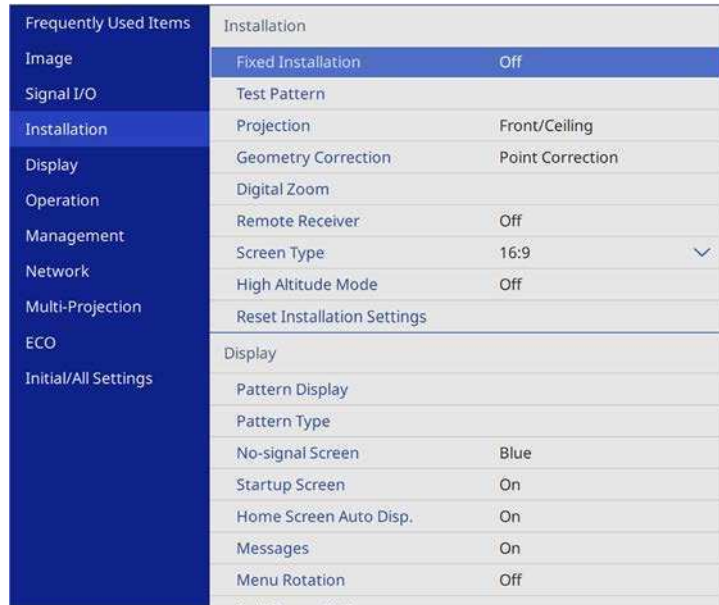 Frequently Used Items
Image
Signal I/O
Installation
Display
Operation
Management
Network
Multi-Projection
ECO
Initial/All Settings
Installation
Fixed Installation Off
Test Pattern
Projection Front/Ceiling
Geometry Correction Point Correction
Digital Zoom
Remote Receiver Off
Screen Type 16:9
High Altitude Mode Off
Reset Installation Settings
Display
Pattern Display
Pattern Type
No-signal Screen Blue
Startup Screen On
Home Screen Auto Disp. On
Messages On
Menu Rotation Off